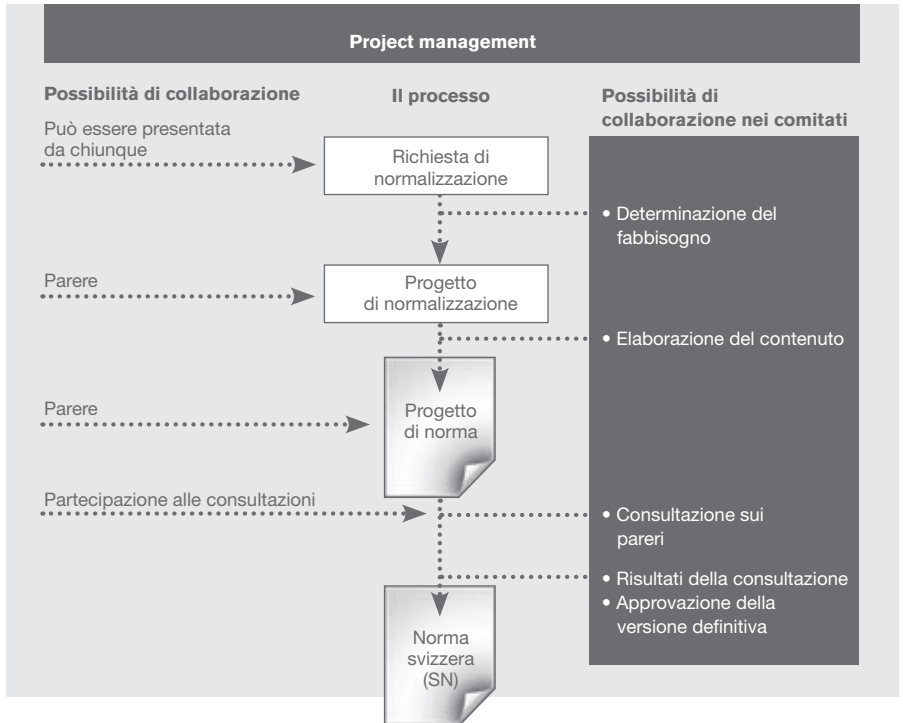 Project management
Possibilità di collaborazione
Il processo
Possibilità di
collaborazione nei comitati
Può essere presentata
da chiunque
Richiesta di
normalizzazione
• Determinazione del
fabbisogno
Parere
Progetto
di normalizzazione
• Elaborazione del contenuto
Parere
Progetto
di norma
Partecipazione alle consultazioni
• Consultazione sui
pareri
• Risultati della consultazione
• Approvazione della
versione definitiva
Norma
svizzera
(SN)